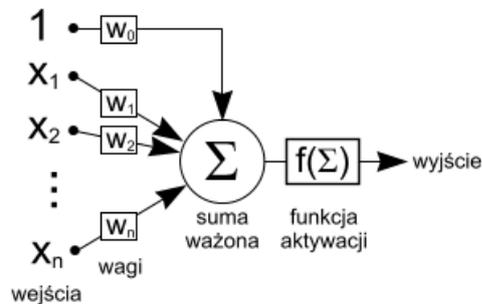 1
w₀
x₁
w₁
x₂
w₂
Σ
f(Σ)
wyjście
⋮
suma
ważona
funkcja
aktywacji
wₙ
xₙ
wagi
wejścia